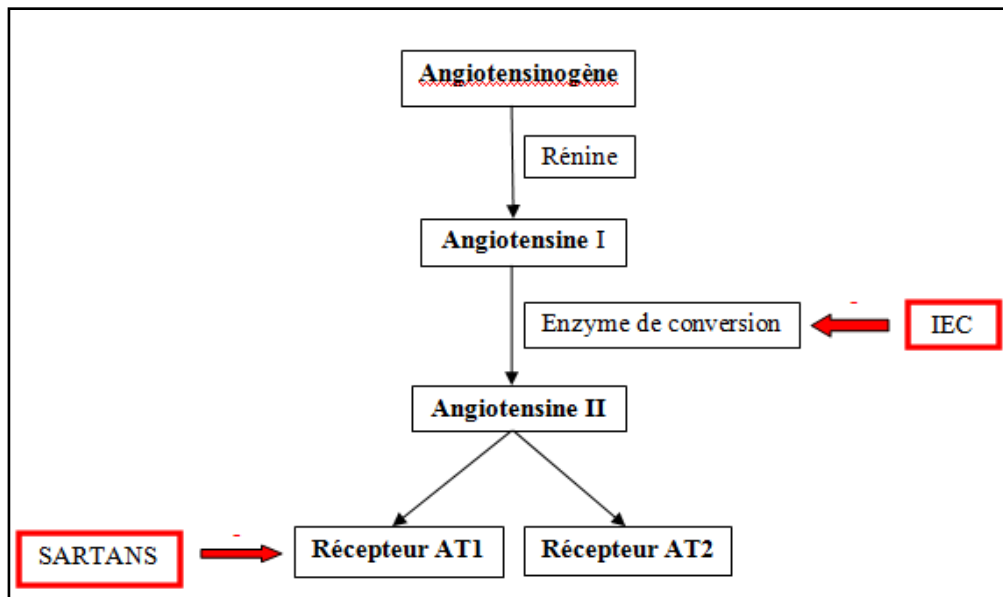 Angiotensinogène
Rénine
Angiotensine I
Enzyme de conversion
-
IEC
Angiotensine II
SARTANS
-
Récepteur AT1
Récepteur AT2